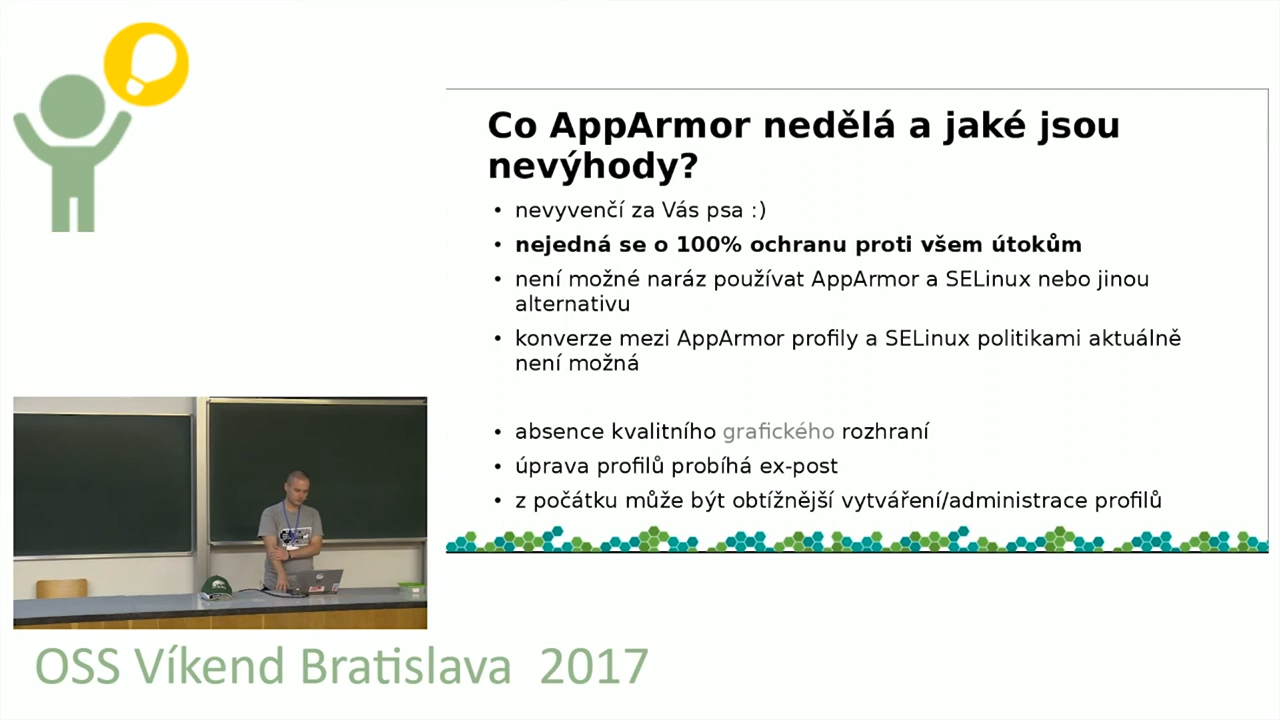 Co AppArmor nedělá a jaké jsou
nevýhody?
• nevyvenčí za Vás psa :)
• nejedná se o 100% ochranu proti všem útokům
• není možné naráz používat AppArmor a SELinux nebo jinou
alternativu
• konverze mezi AppArmor profily a SELinux politikami aktuálně
není možná
• absence kvalitního grafického rozhraní
• úprava profilů probíhá ex-post
• z počátku může být obtížnější vytváření/administrace profilů
OSS Víkend Bratislava 2017